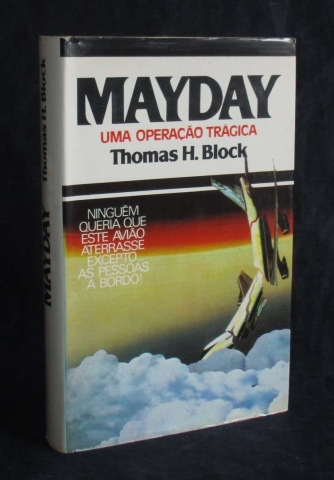 MAYDAY
UMA OPERAÇÃO TRÁGICA
Thomas H. Block
NINGUÉM
QUERIA QUE
ESTE AVIÃO
ATERRASSE
EXCEPTO
AS PESSOAS
A BORDO!
MAYDAY Thomas H. Block